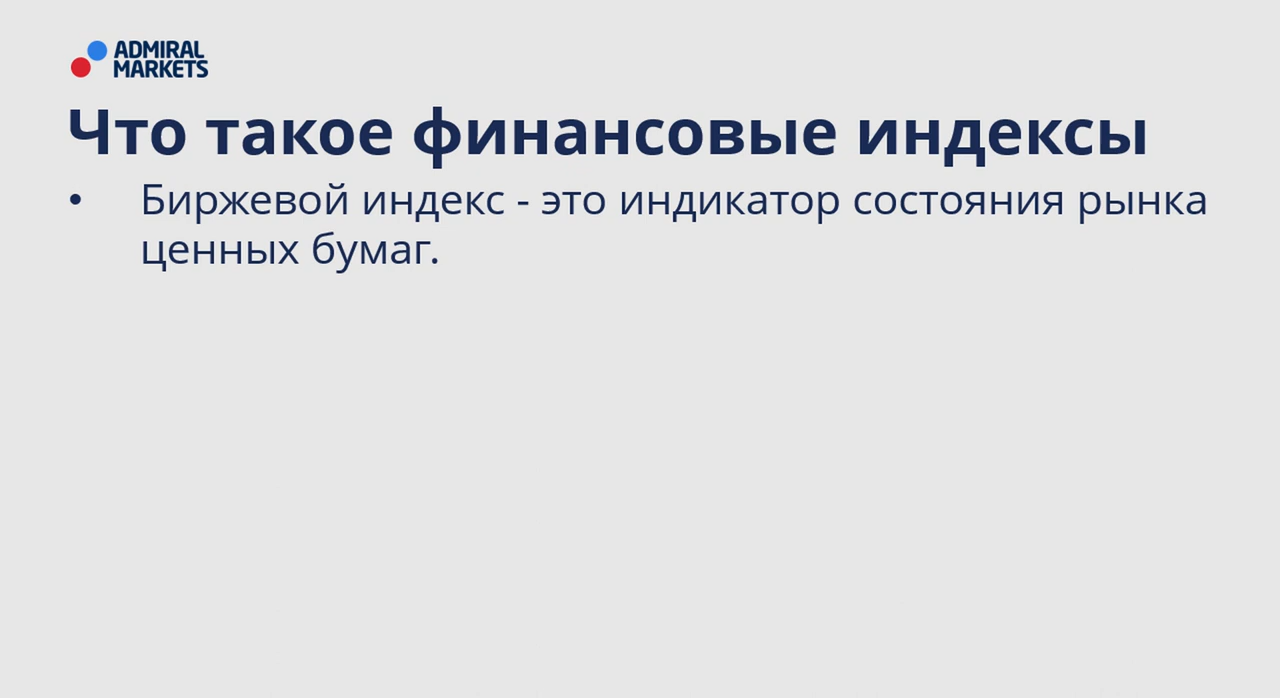 ADMIRAL
MARKETS
Что такое финансовые индексы
• Биржевой индекс - это индикатор состояния рынка
ценных бумаг.